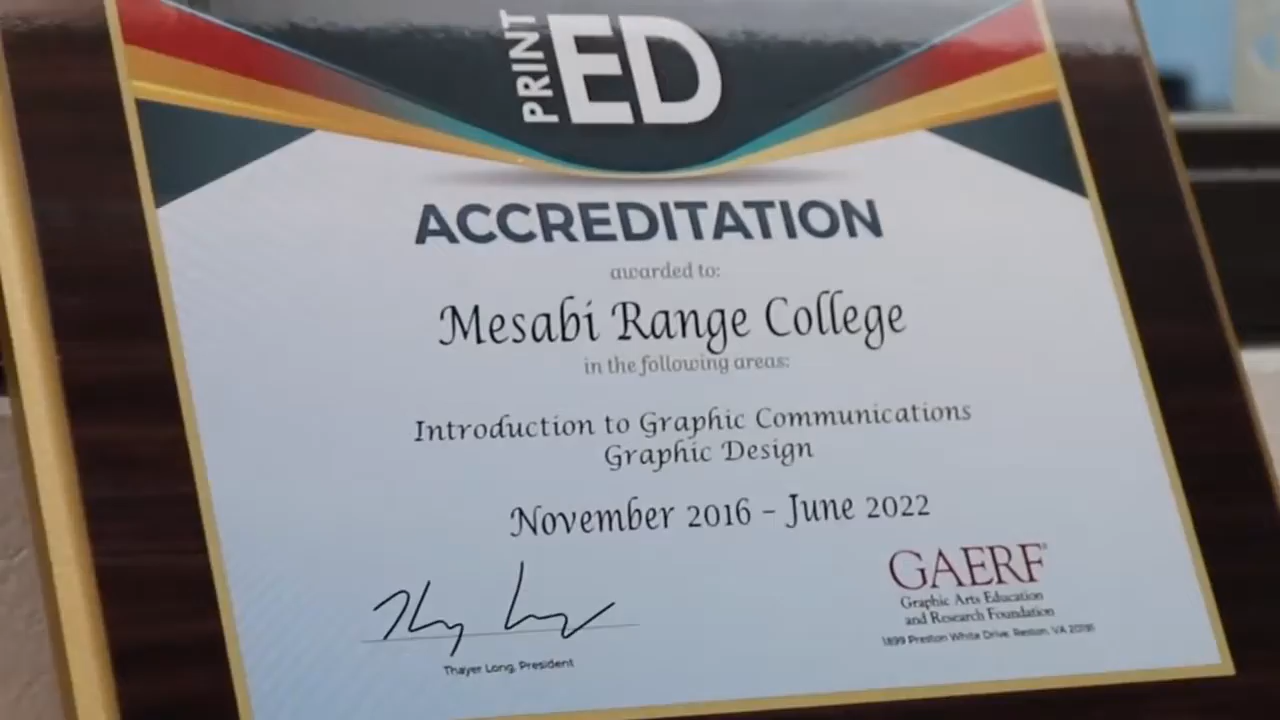 PRINT ED
ACCREDITATION
awarded to:
Mesabi Range College
in the following areas:
Introduction to Graphic Communications
Graphic Design
November 2016 – June 2022
Thayer Long, President
GAERF®
Graphic Arts Education
and Research Foundation
1899 Preston White Drive, Reston, VA 20191